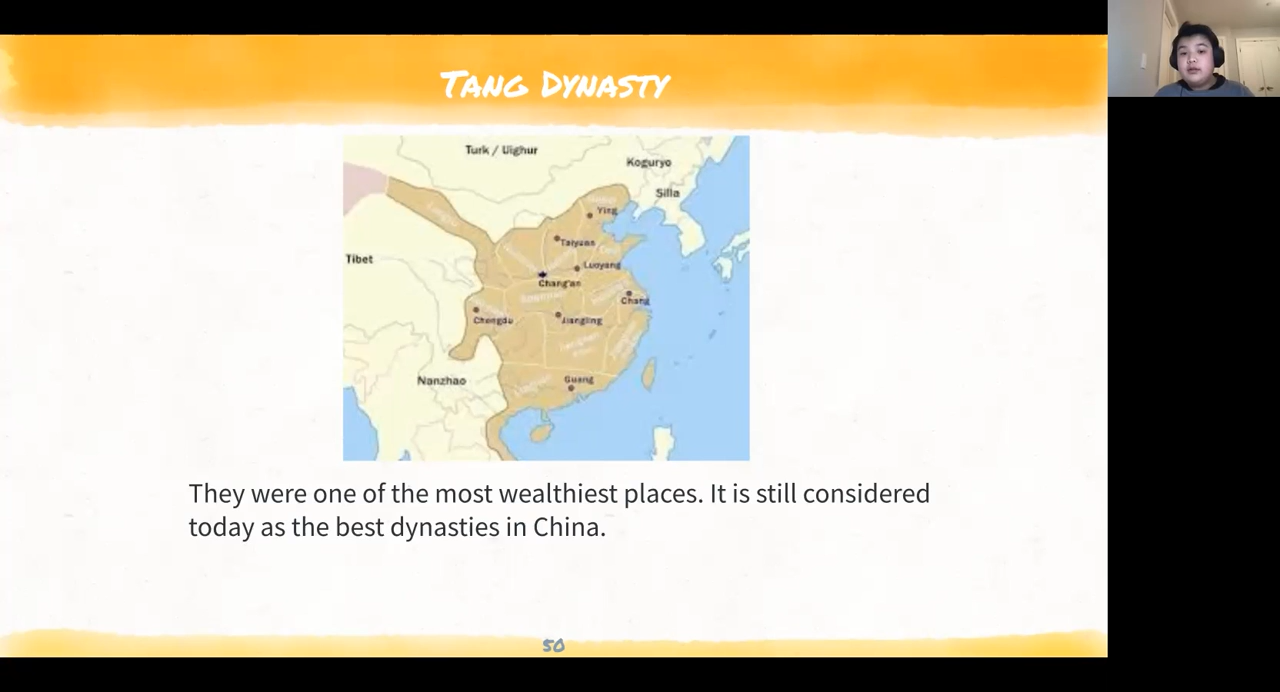 TANG DYNASTY
Turk / Uighur
Koguryo
Silla
Ying
Taiyuan
Tibet
Luoyang
Chang'an
Chang
Chengdu
Jiangling
Nanzhao
Guang
They were one of the most wealthiest places. It is still considered
today as the best dynasties in China.
50